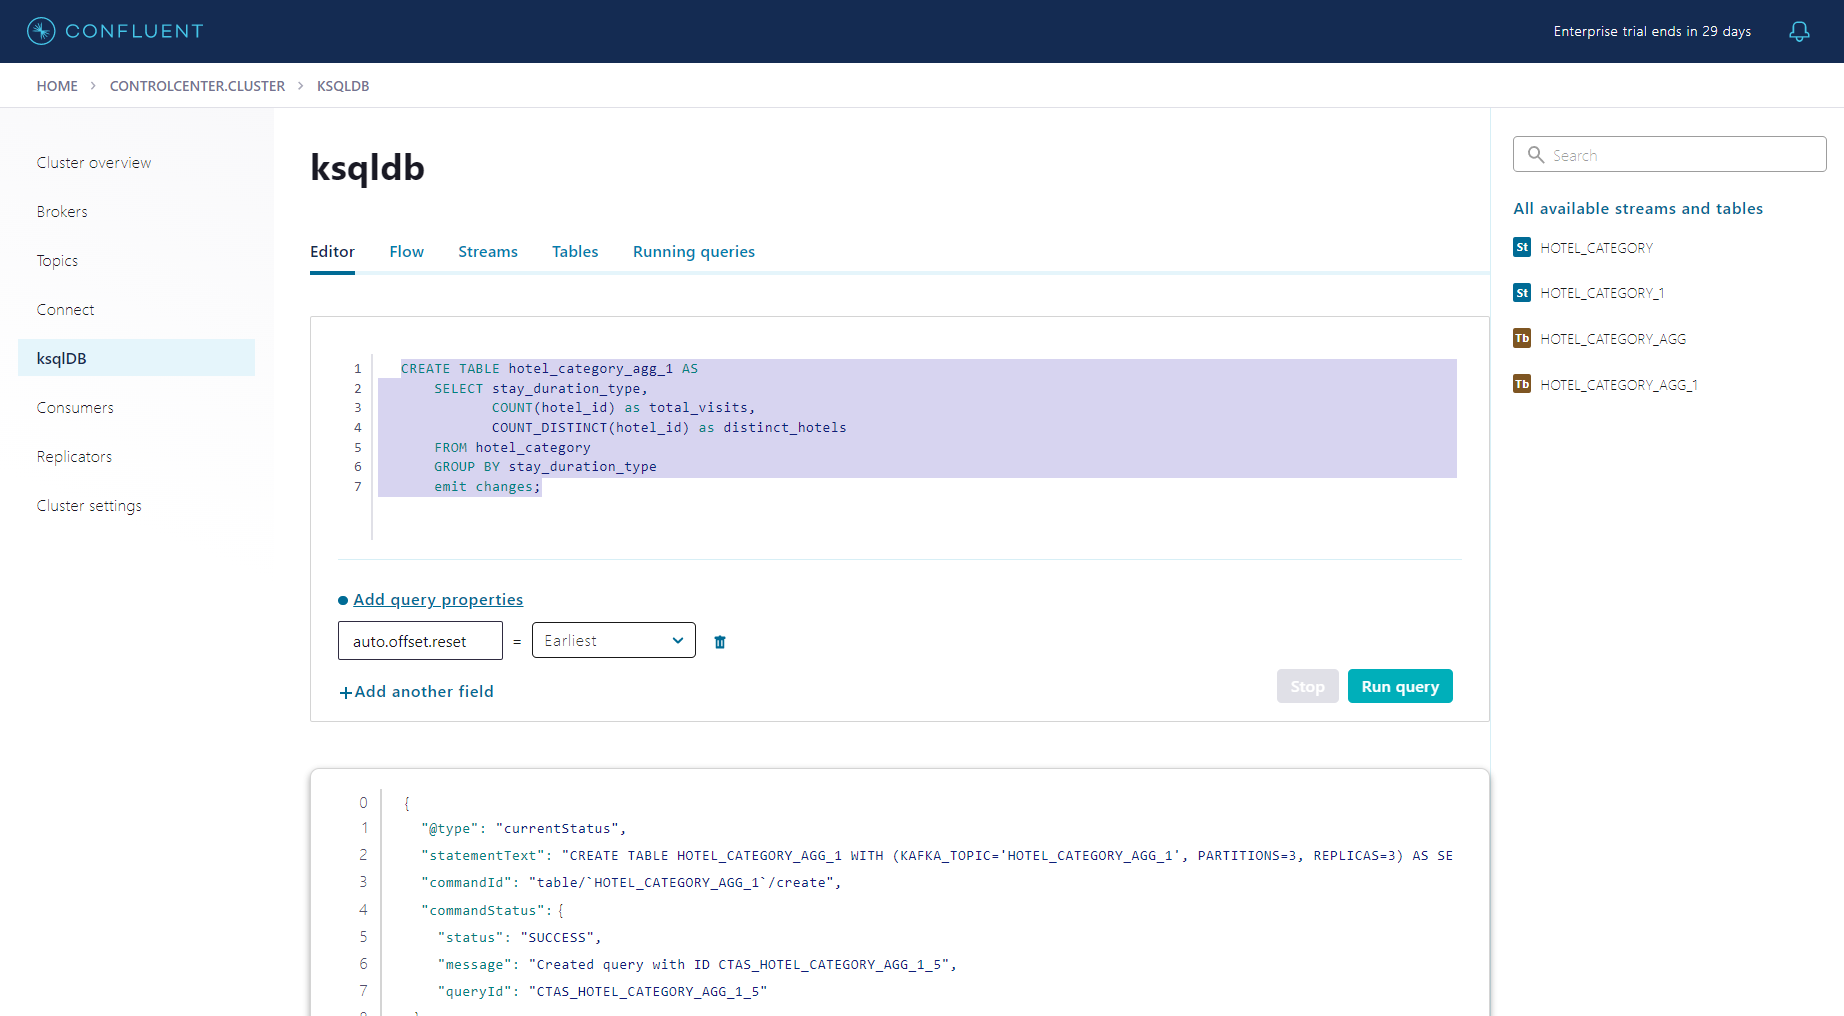 CONFLUENT
Enterprise trial ends in 29 days
HOME > CONTROLCENTER.CLUSTER > KSQLDB
Cluster overview
Brokers
Topics
Connect
ksqlDB
Consumers
Replicators
Cluster settings
ksqldb
Editor Flow Streams Tables Running queries
1 CREATE TABLE hotel_category_agg_1 AS
2 SELECT stay_duration_type,
3 COUNT(hotel_id) as total_visits,
4 COUNT_DISTINCT(hotel_id) as distinct_hotels
5 FROM hotel_category
6 GROUP BY stay_duration_type
7 emit changes;
Add query properties
auto.offset.reset = Earliest
+Add another field
Stop Run query
0 {
1 "@type": "currentStatus",
2 "statementText": "CREATE TABLE HOTEL_CATEGORY_AGG_1 WITH (KAFKA_TOPIC='HOTEL_CATEGORY_AGG_1', PARTITIONS=3, REPLICAS=3) AS SE
3 "commandId": "table/`HOTEL_CATEGORY_AGG_1`/create",
4 "commandStatus": {
5 "status": "SUCCESS",
6 "message": "Created query with ID CTAS_HOTEL_CATEGORY_AGG_1_5",
7 "queryId": "CTAS_HOTEL_CATEGORY_AGG_1_5"
Search
All available streams and tables
St HOTEL_CATEGORY
St HOTEL_CATEGORY_1
Tb HOTEL_CATEGORY_AGG
Tb HOTEL_CATEGORY_AGG_1